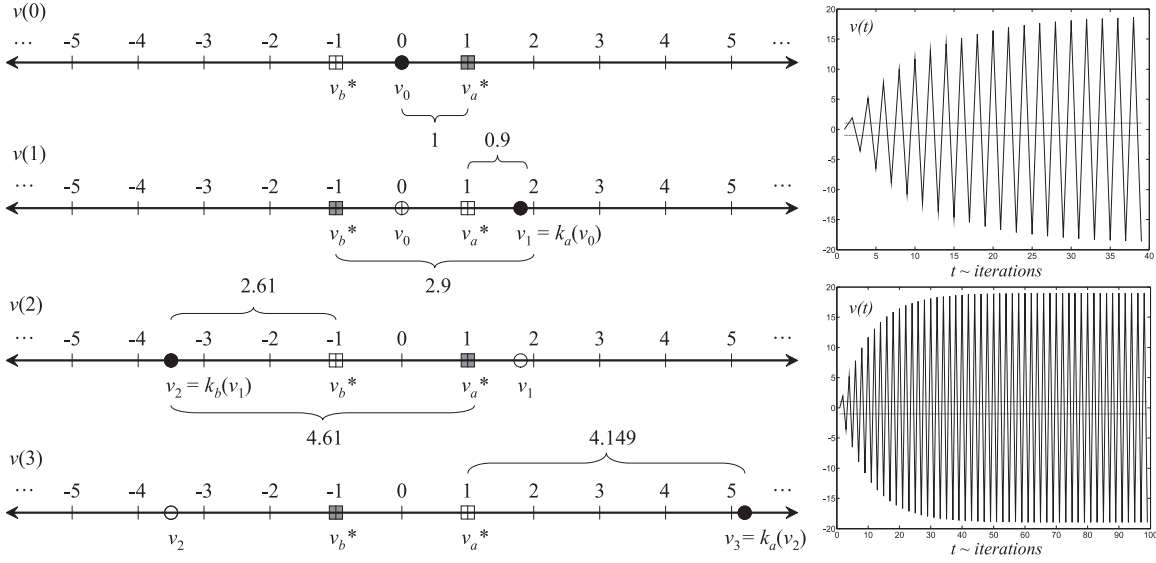 v(0)
... -5 -4 -3 -2 -1 0 1 2 3 4 5 ...
v_b* v_0 v_a*
1
v(1)
0.9
... -5 -4 -3 -2 -1 0 1 2 3 4 5 ...
v_b* v_0 v_a* v_1 = k_a(v_0)
2.9
v(2)
2.61
... -5 -4 -3 -2 -1 0 1 2 3 4 5 ...
v_2 = k_b(v_1) v_b* v_a* v_1
4.61
v(3)
4.149
... -5 -4 -3 -2 -1 0 1 2 3 4 5 ...
v_2 v_b* v_a* v_3 = k_a(v_2)
v(t)
20
15
10
5
0
-5
-10
-15
-20
0 5 10 15 20 25 30 35 40
t ~ iterations
v(t)
20
15
10
5
0
-5
-10
-15
-20
0 10 20 30 40 50 60 70 80 90 100
t ~ iterations